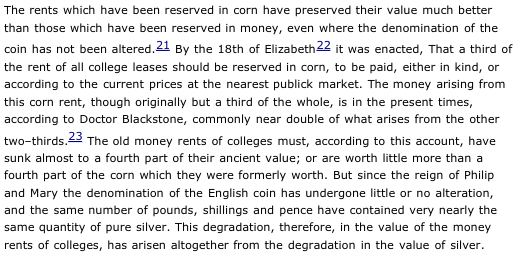 The rents which have been reserved in corn have preserved their value much better
than those which have been reserved in money, even where the denomination of the
coin has not been altered.21 By the 18th of Elizabeth22 it was enacted, That a third of
the rent of all college leases should be reserved in corn, to be paid, either in kind, or
according to the current prices at the nearest publick market. The money arising from
this corn rent, though originally but a third of the whole, is in the present times,
according to Doctor Blackstone, commonly near double of what arises from the other
two–thirds.23 The old money rents of colleges must, according to this account, have
sunk almost to a fourth part of their ancient value; or are worth little more than a
fourth part of the corn which they were formerly worth. But since the reign of Philip
and Mary the denomination of the English coin has undergone little or no alteration,
and the same number of pounds, shillings and pence have contained very nearly the
same quantity of pure silver. This degradation, therefore, in the value of the money
rents of colleges, has arisen altogether from the degradation in the value of silver.